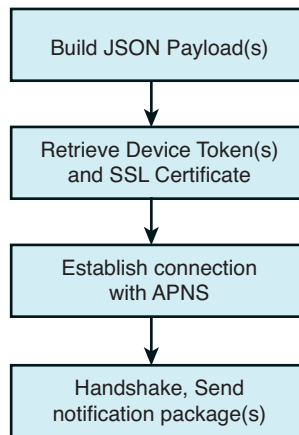 Build JSON Payload(s)
Retrieve Device Token(s)
and SSL Certificate
Establish connection
with APNS
Handshake, Send
notification package(s)